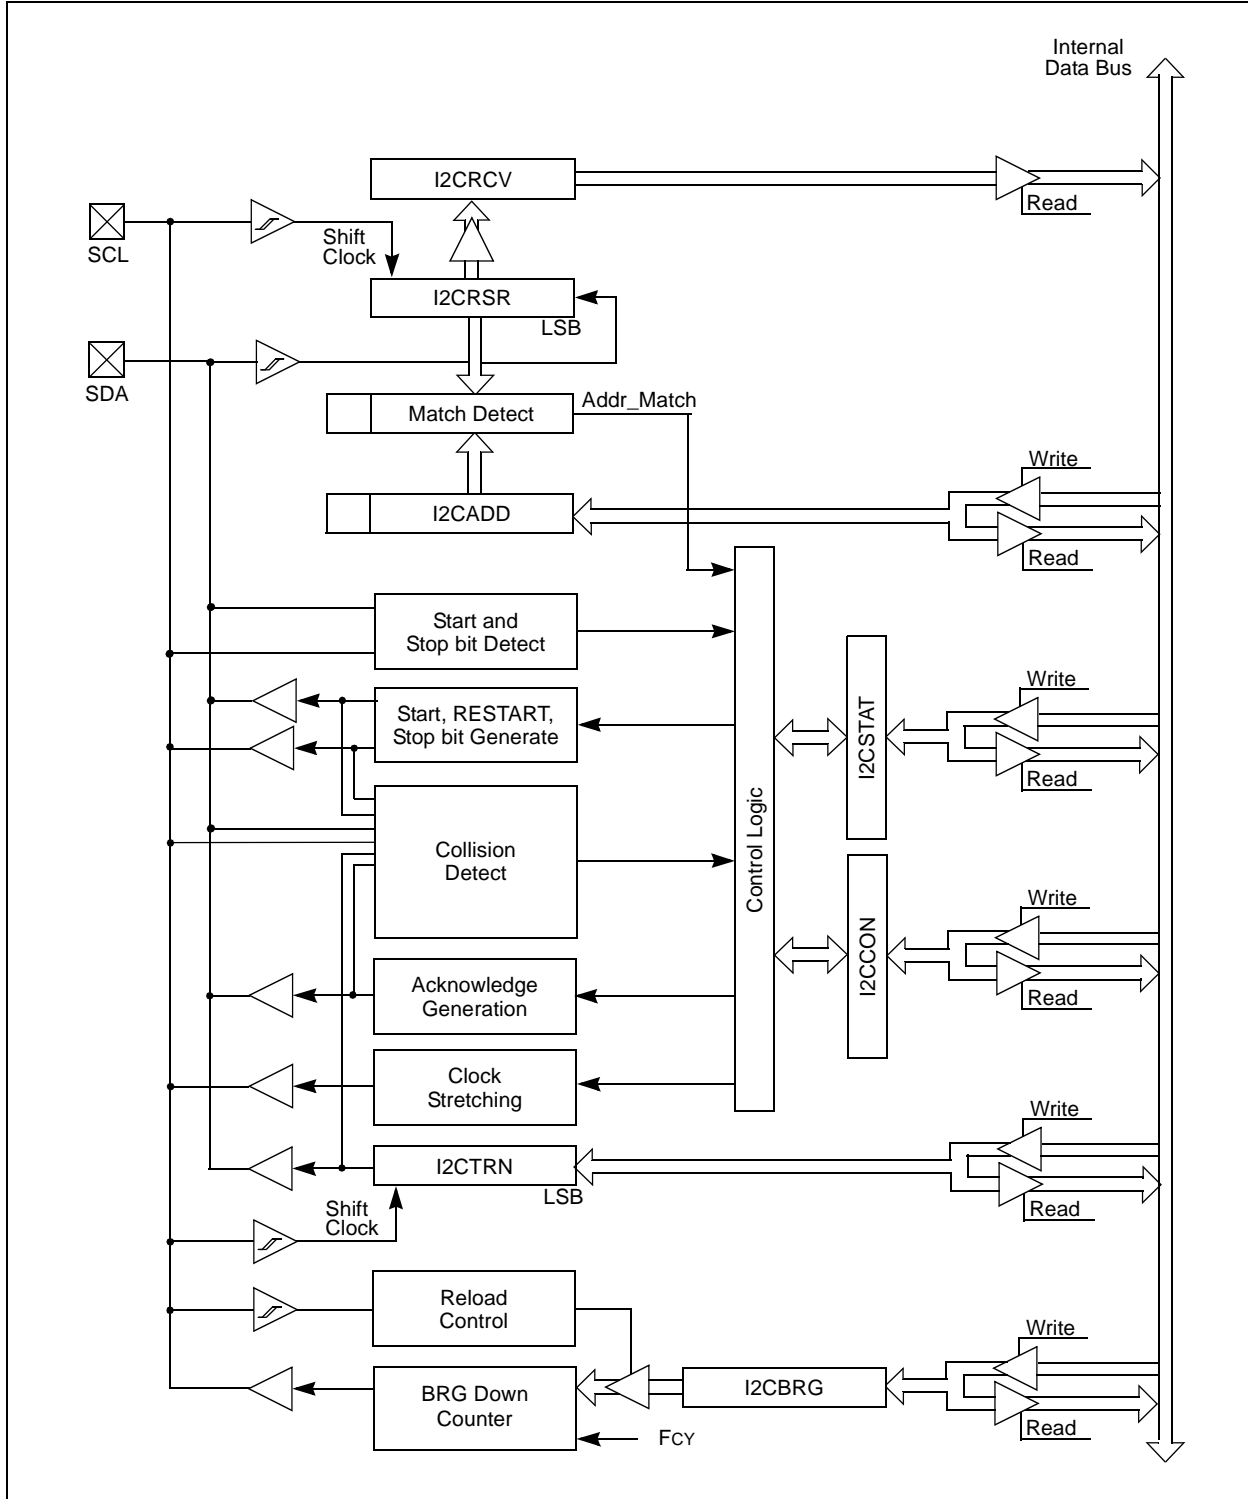 Internal
Data Bus
I2CRCV
Read
SCL
Shift
Clock
I2CRSR
LSB
SDA
Match Detect
Addr_Match
Write
I2CADD
Read
Start and
Stop bit Detect
Write
Start, RESTART,
Stop bit Generate
I2CSTAT
Read
Control Logic
Collision
Detect
Write
I2CCON
Acknowledge
Generation
Read
Clock
Stretching
Write
I2CTRN
LSB
Read
Shift
Clock
Reload
Control
Write
BRG Down
Counter
I2CBRG
Read
FCY